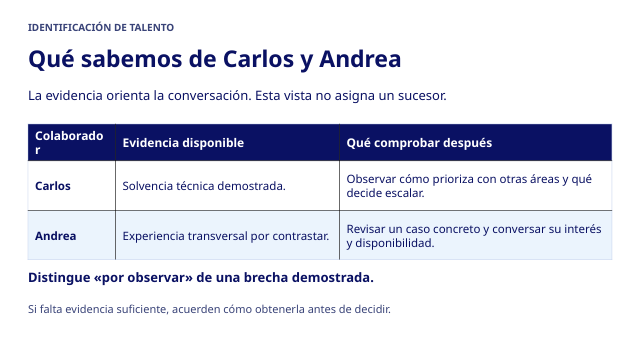 IDENTIFICACIÓN DE TALENTO
Qué sabemos de Carlos y Andrea
La evidencia orienta la conversación. Esta vista no asigna un sucesor.
Colaborado
r
Evidencia disponible
Qué comprobar después
Carlos
Solvencia técnica demostrada.
Observar cómo prioriza con otras áreas y qué
decide escalar.
Andrea
Experiencia transversal por contrastar.
Revisar un caso concreto y conversar su interés
y disponibilidad.
Distingue «por observar» de una brecha demostrada.
Si falta evidencia suficiente, acuerden cómo obtenerla antes de decidir.